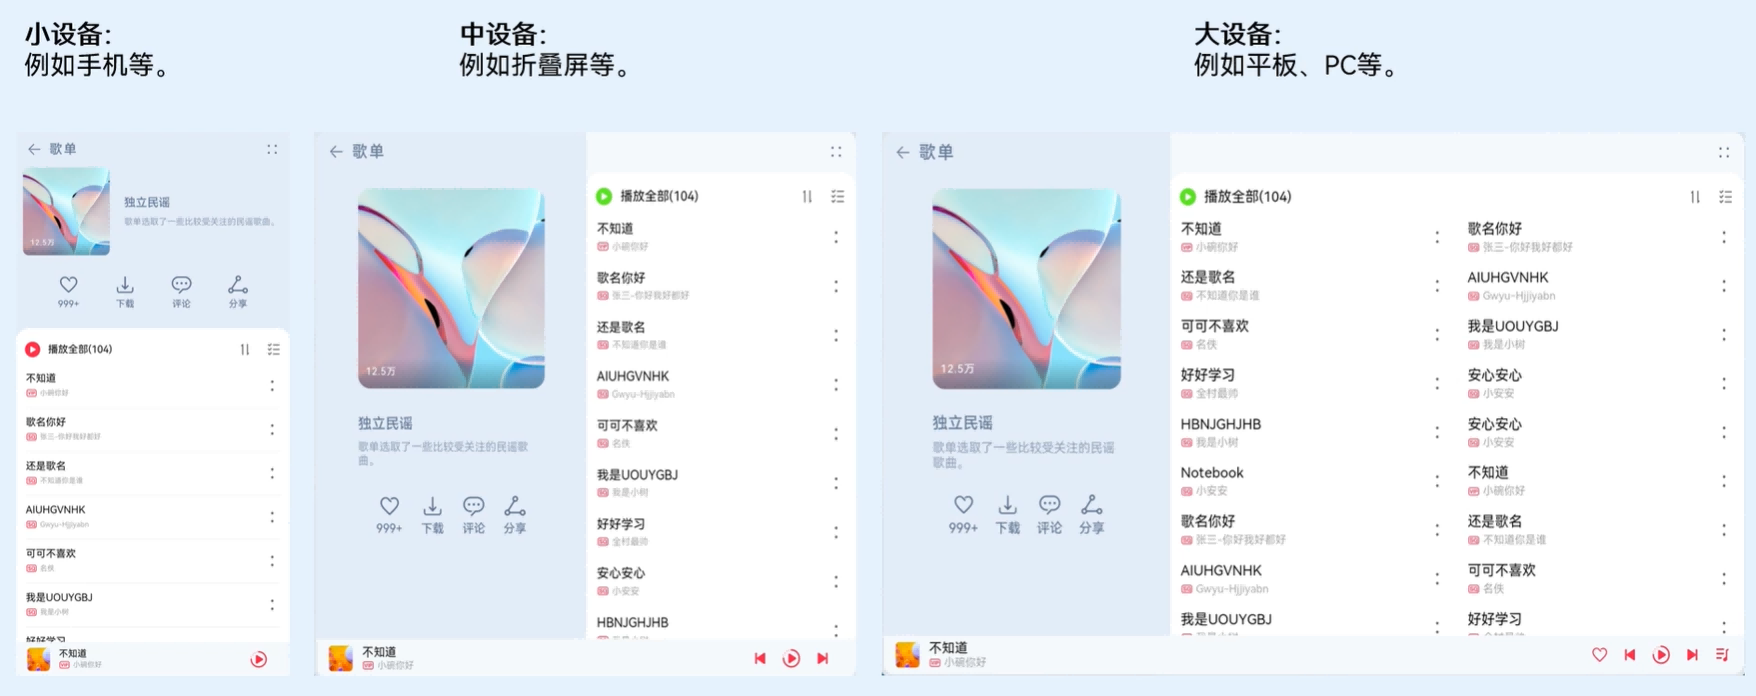 小设备：
例如手机等。
中设备：
例如折叠屏等。
大设备：
例如平板、PC等。
歌单
12.5万
独立民谣
歌单选取了一些比较受关注的民谣歌曲。
999+
下载
评论
分享
播放全部(104)
不知道
小碗你好
歌名你好
张三-你好我好都好
还是歌名
不知道你是谁
AIUHGVNHK
Gwyu-Hjjiyabn
可可不喜欢
名佚
我是UOUYGBJ
我是小树
好好学习
不知道
小碗你好
歌单
12.5万
独立民谣
歌单选取了一些比较受关注的民谣歌
曲。
999+
下载
评论
分享
播放全部(104)
不知道
小碗你好
歌名你好
张三-你好我好都好
还是歌名
不知道你是谁
AIUHGVNHK
Gwyu-Hjjiyabn
可可不喜欢
名佚
我是UOUYGBJ
我是小树
好好学习
全村最帅
安心安心
小安安
HBNJGHJHB
不知道
小碗你好
歌单
12.5万
独立民谣
歌单选取了一些比较受关注的民谣
歌曲。
999+
下载
评论
分享
播放全部(104)
不知道
小碗你好
还是歌名
不知道你是谁
可可不喜欢
名佚
好好学习
全村最帅
HBNJGHJHB
我是小树
Notebook
小安安
歌名你好
张三-你好我好都好
AIUHGVNHK
Gwyu-Hjjiyabn
我是UOUYGBJ
歌名你好
张三-你好我好都好
AIUHGVNHK
Gwyu-Hjjiyabn
我是UOUYGBJ
我是小树
安心安心
小安安
安心安心
小安安
不知道
小碗你好
还是歌名
不知道你是谁
可可不喜欢
名佚
好好学习
不知道
小碗你好